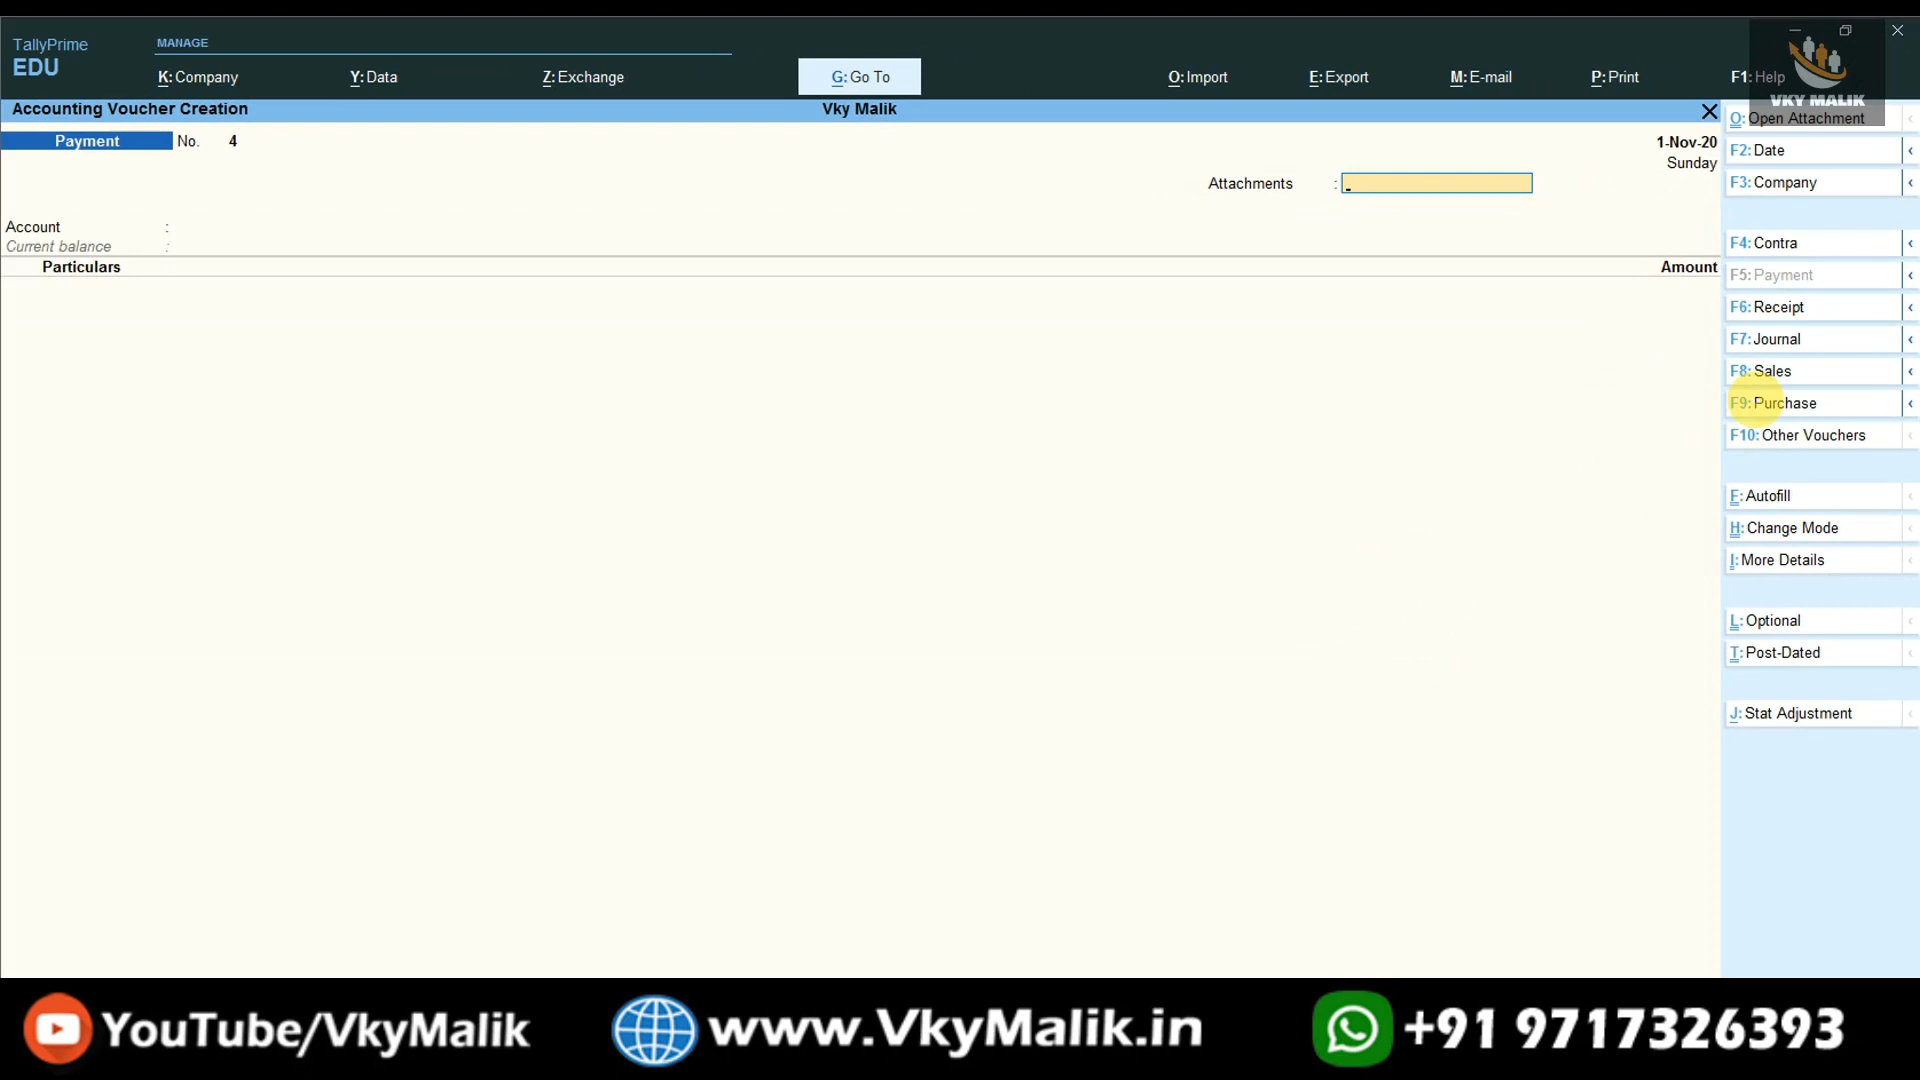 TallyPrime
EDU
MANAGE
K: Company
Y: Data
Z: Exchange
G: Go To
O: Import
E: Export
M: E-mail
P: Print
F1: Help
VKY MALIK
Accounting Voucher Creation
Vky Malik
Payment No. 4
1-Nov-20
Sunday
Attachments :
Account :
Current balance :
Particulars
Amount
O: Open Attachment
F2: Date
F3: Company
F4: Contra
F5: Payment
F6: Receipt
F7: Journal
F8: Sales
F9: Purchase
F10: Other Vouchers
F: Autofill
H: Change Mode
I: More Details
L: Optional
T: Post-Dated
J: Stat Adjustment
YouTube/VkyMalik
www.VkyMalik.in
+91 9717326393